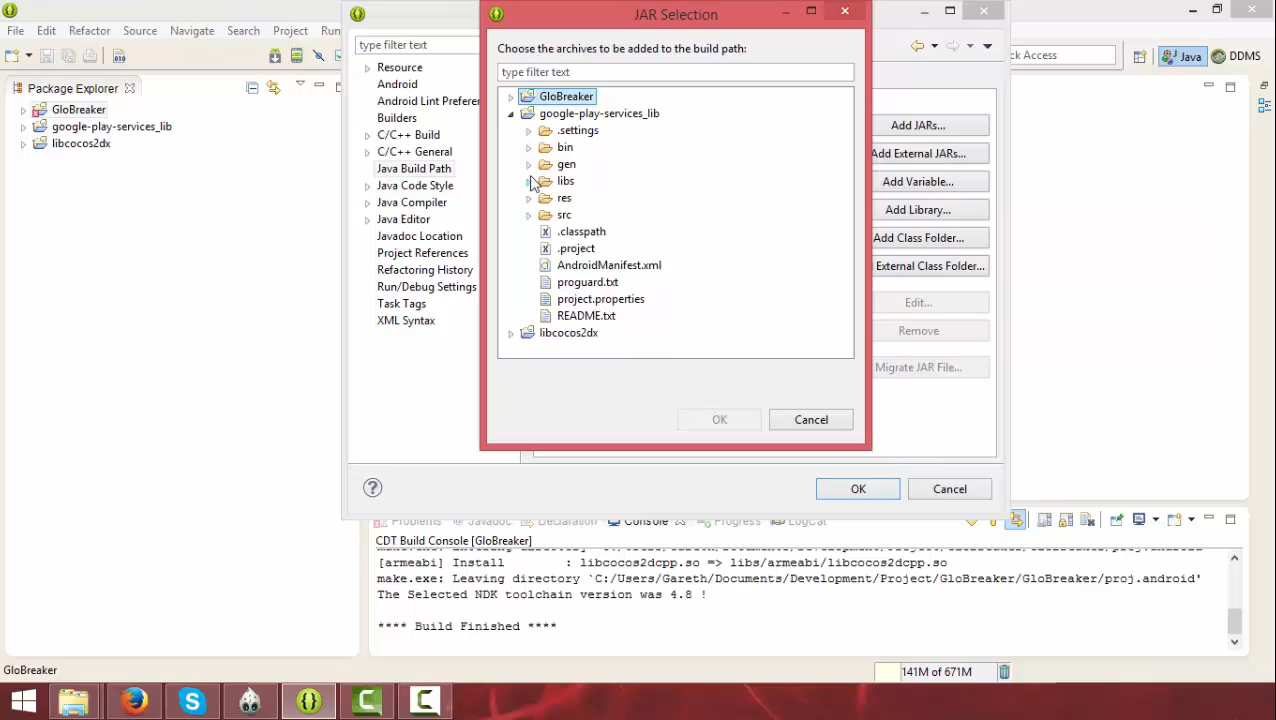 JAR Selection
File Edit Refactor Source Navigate Search Project Run
type filter text
Choose the archives to be added to the build path:
Access
Java
DDMS
type filter text
Package Explorer
GloBreaker
google-play-services_lib
libcocos2dx
Resource
Android
Android Lint Preferen
Builders
C/C++ Build
C/C++ General
Java Build Path
Java Code Style
Java Compiler
Java Editor
Javadoc Location
Project References
Refactoring History
Run/Debug Settings
Task Tags
XML Syntax
GloBreaker
google-play-services_lib
.settings
bin
gen
libs
res
src
.classpath
.project
AndroidManifest.xml
proguard.txt
project.properties
README.txt
libcocos2dx
Add JARs...
Add External JARs...
Add Variable...
Add Library...
Add Class Folder...
External Class Folder...
Edit...
Remove
Migrate JAR File...
OK
Cancel
OK
Cancel
Problems Javadoc Declaration Console Progress LogCat
CDT Build Console [GloBreaker]
[armeabi] Install : libcocos2dcpp.so => libs/armeabi/libcocos2dcpp.so
make.exe: Leaving directory `C:/Users/Gareth/Documents/Development/Project/GloBreaker/GloBreaker/proj.android'
The Selected NDK toolchain version was 4.8 !
**** Build Finished ****
GloBreaker
141M of 671M